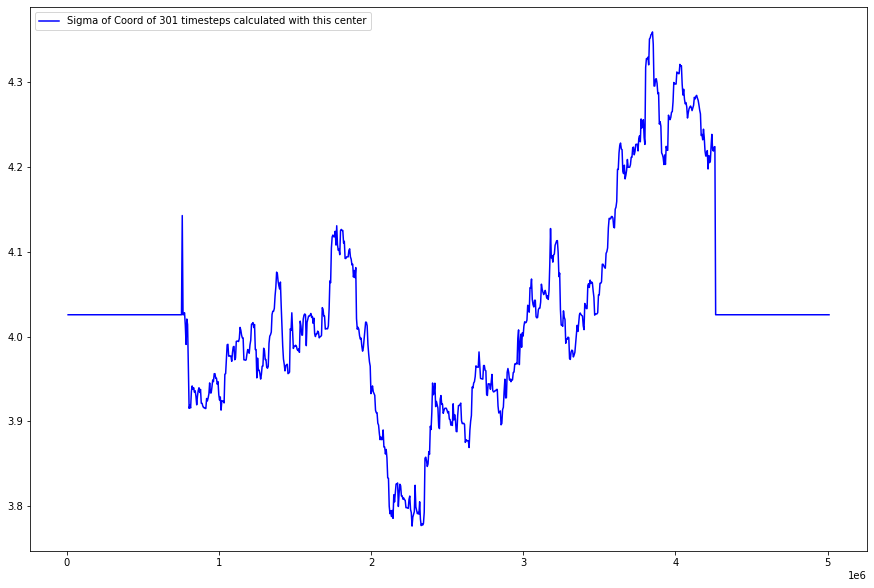 Sigma of Coord of 301 timesteps calculated with this center
4.3
4.2
4.1
4.0
3.9
3.8
0 1 2 3 4 5
1e6